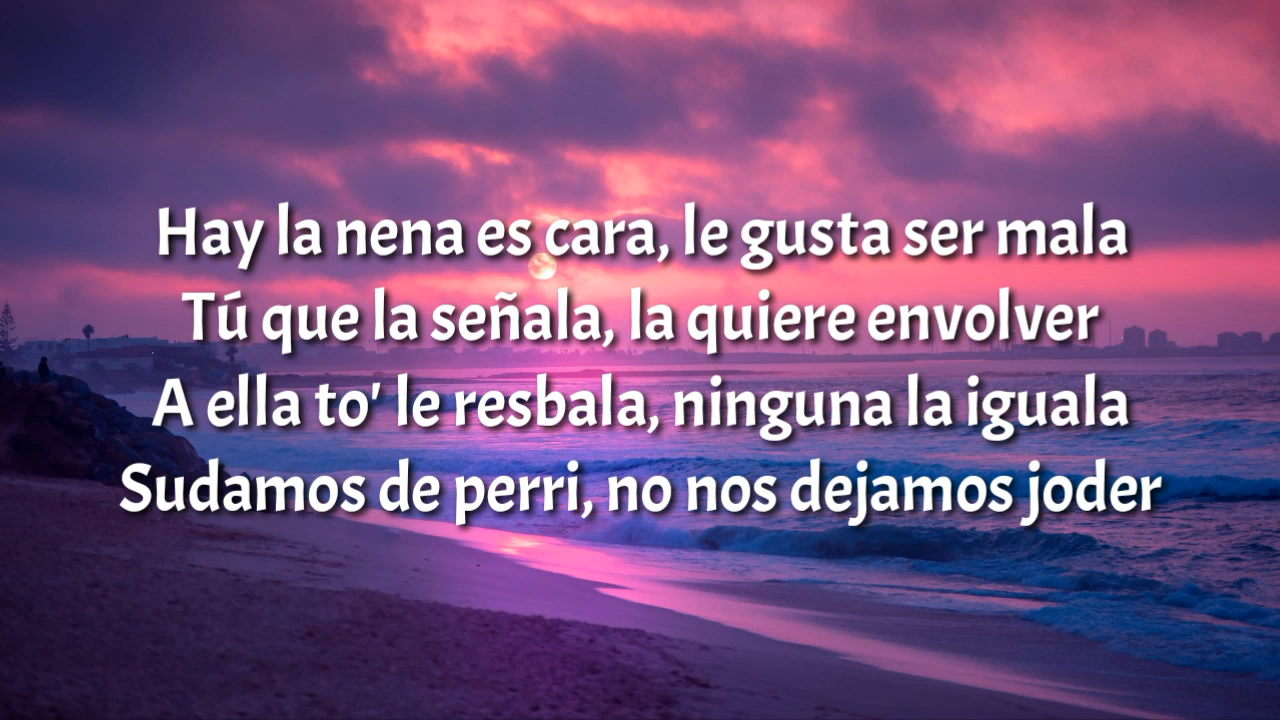 Hay la nena es cara, le gusta ser mala
Tú que la señala, la quiere envolver
A ella to' le resbala, ninguna la iguala
Sudamos de perri, no nos dejamos joder